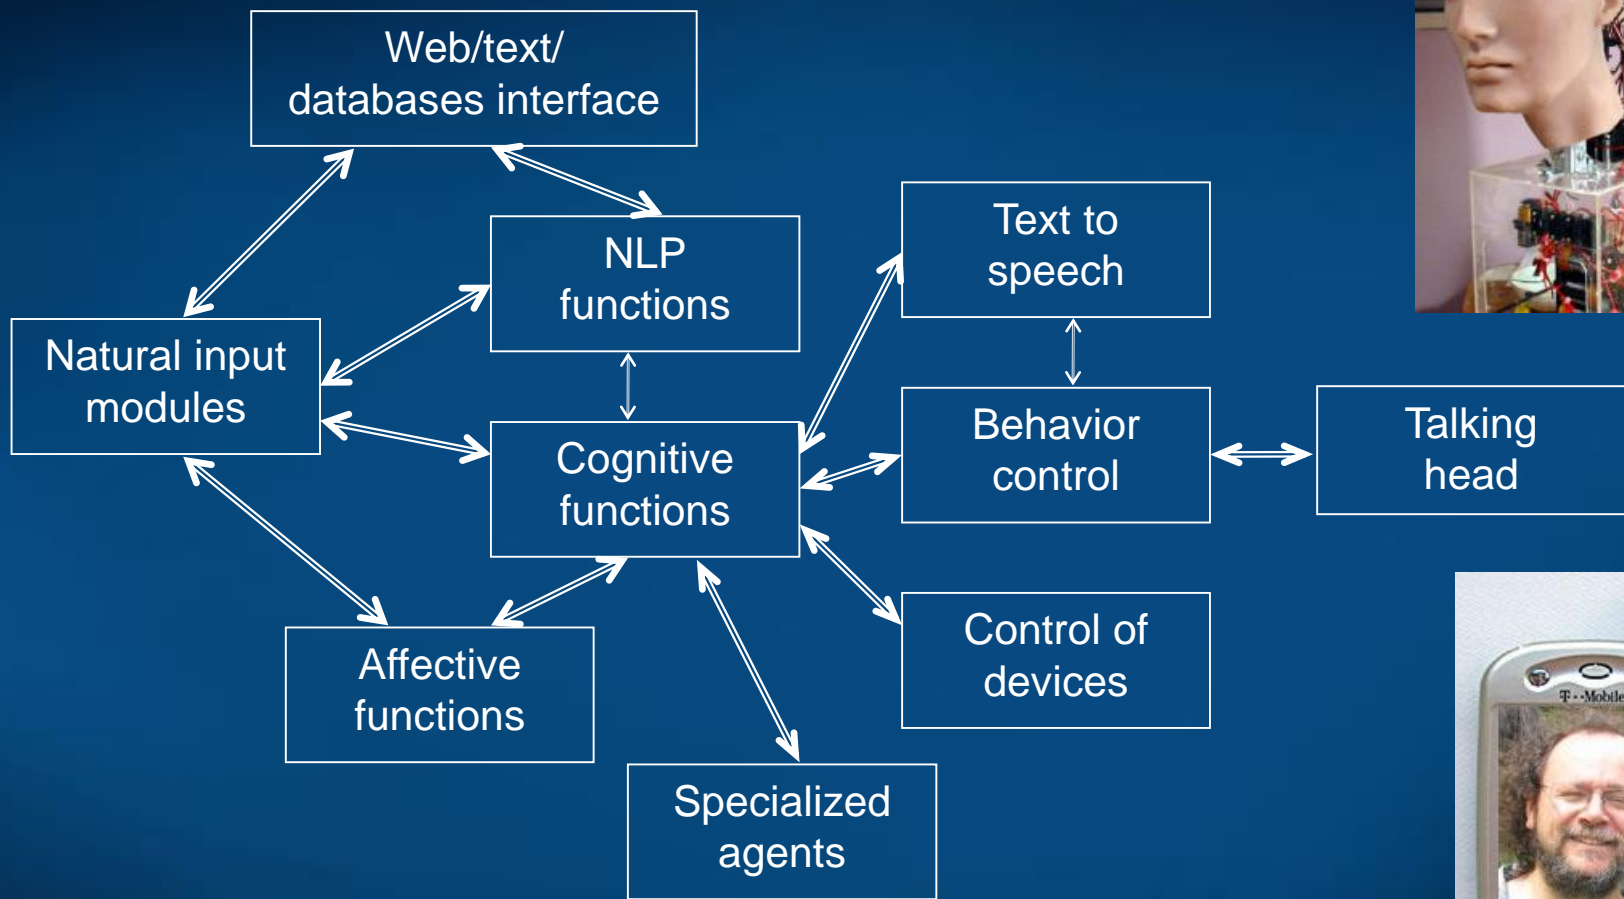 Web/text/
databases interface
NLP
functions
Text to
speech
Natural input
modules
Cognitive
functions
Behavior
control
Talking
head
Affective
functions
Control of
devices
Specialized
agents
T··Mobile